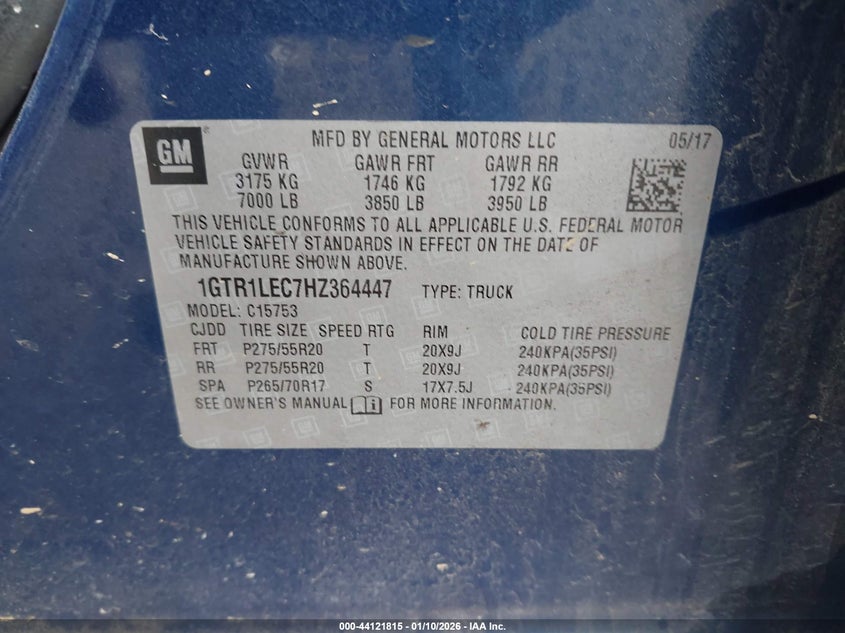 GM
MFD BY GENERAL MOTORS LLC 05/17
GVWR GAWR FRT GAWR RR
3175 KG 1746 KG 1792 KG
7000 LB 3850 LB 3950 LB
THIS VEHICLE CONFORMS TO ALL APPLICABLE U.S. FEDERAL MOTOR
VEHICLE SAFETY STANDARDS IN EFFECT ON THE DATE OF
MANUFACTURE SHOWN ABOVE.
1GTR1LEC7HZ364447 TYPE: TRUCK
MODEL: C15753
CJDD TIRE SIZE SPEED RTG RIM COLD TIRE PRESSURE
FRT P275/55R20 T 20X9J 240KPA(35PSI)
RR P275/55R20 T 20X9J 240KPA(35PSI)
SPA P265/70R17 S 17X7.5J 240KPA(35PSI)
SEE OWNER'S MANUAL FOR MORE INFORMATION.
000-44121815 - 01/10/2026 - IAA Inc.